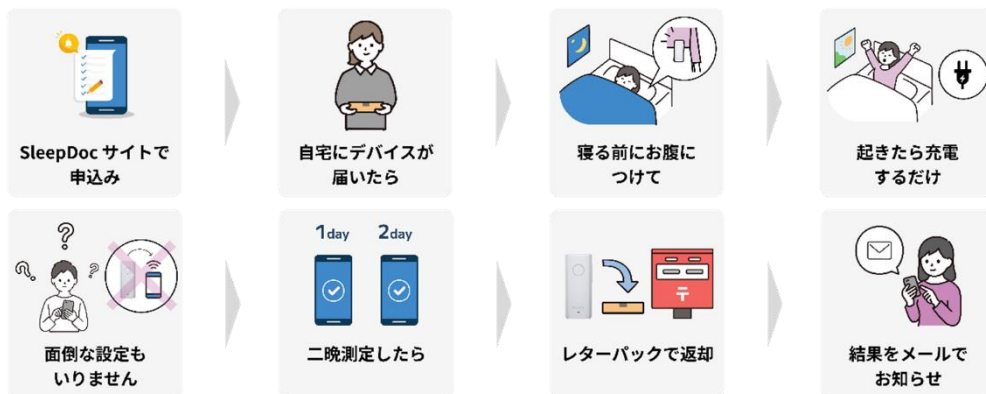 SleepDoc サイトで
申込み
自宅にデバイスが
届いたら
寝る前にお腹に
つけて
起きたら充電
するだけ
面倒な設定も
いりません
1day 2day
二晩測定したら
レターパックで返却
結果をメールで
お知らせ